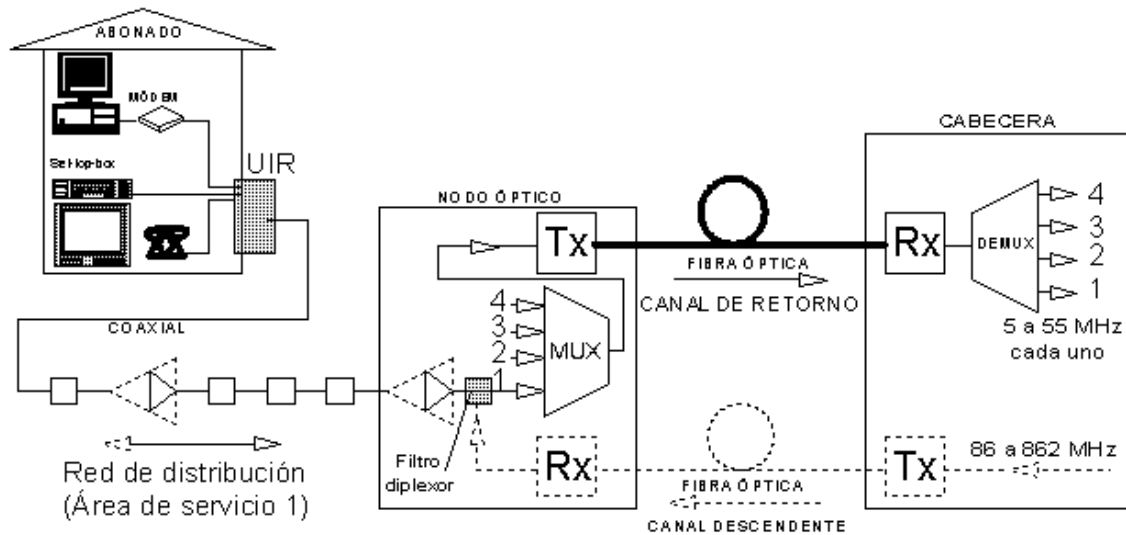 ABONADO
MÓDEM
Set-top-box
UIR
COAXIAL
Red de distribución
(Área de servicio 1)
NODO ÓPTICO
Tx
4
3
2
1
MUX
Filtro
diplexor
Rx
FIBRA ÓPTICA
CANAL DE RETORNO
FIBRA ÓPTICA
CANAL DESCENDENTE
CABECERA
Rx
DEMUX
4
3
2
1
5 a 55 MHz
cada uno
Tx
86 a 862 MHz